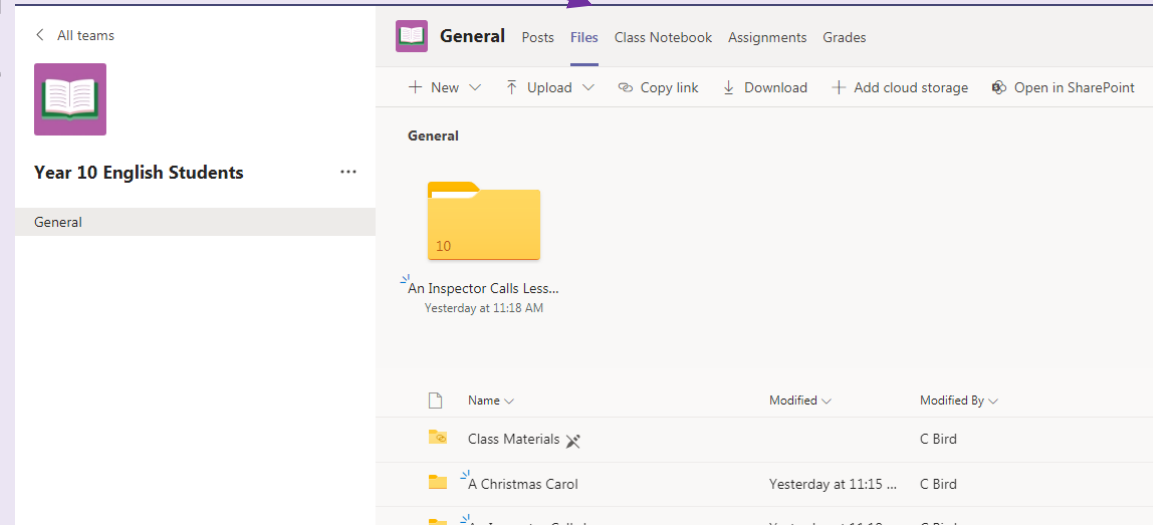 All teams
Year 10 English Students
...
General
General Posts Files Class Notebook Assignments Grades
New Upload Copy link Download Add cloud storage Open in SharePoint
General
10
An Inspector Calls Less...
Yesterday at 11:18 AM
Name Modified Modified By
Class Materials C Bird
A Christmas Carol Yesterday at 11:15 ... C Bird